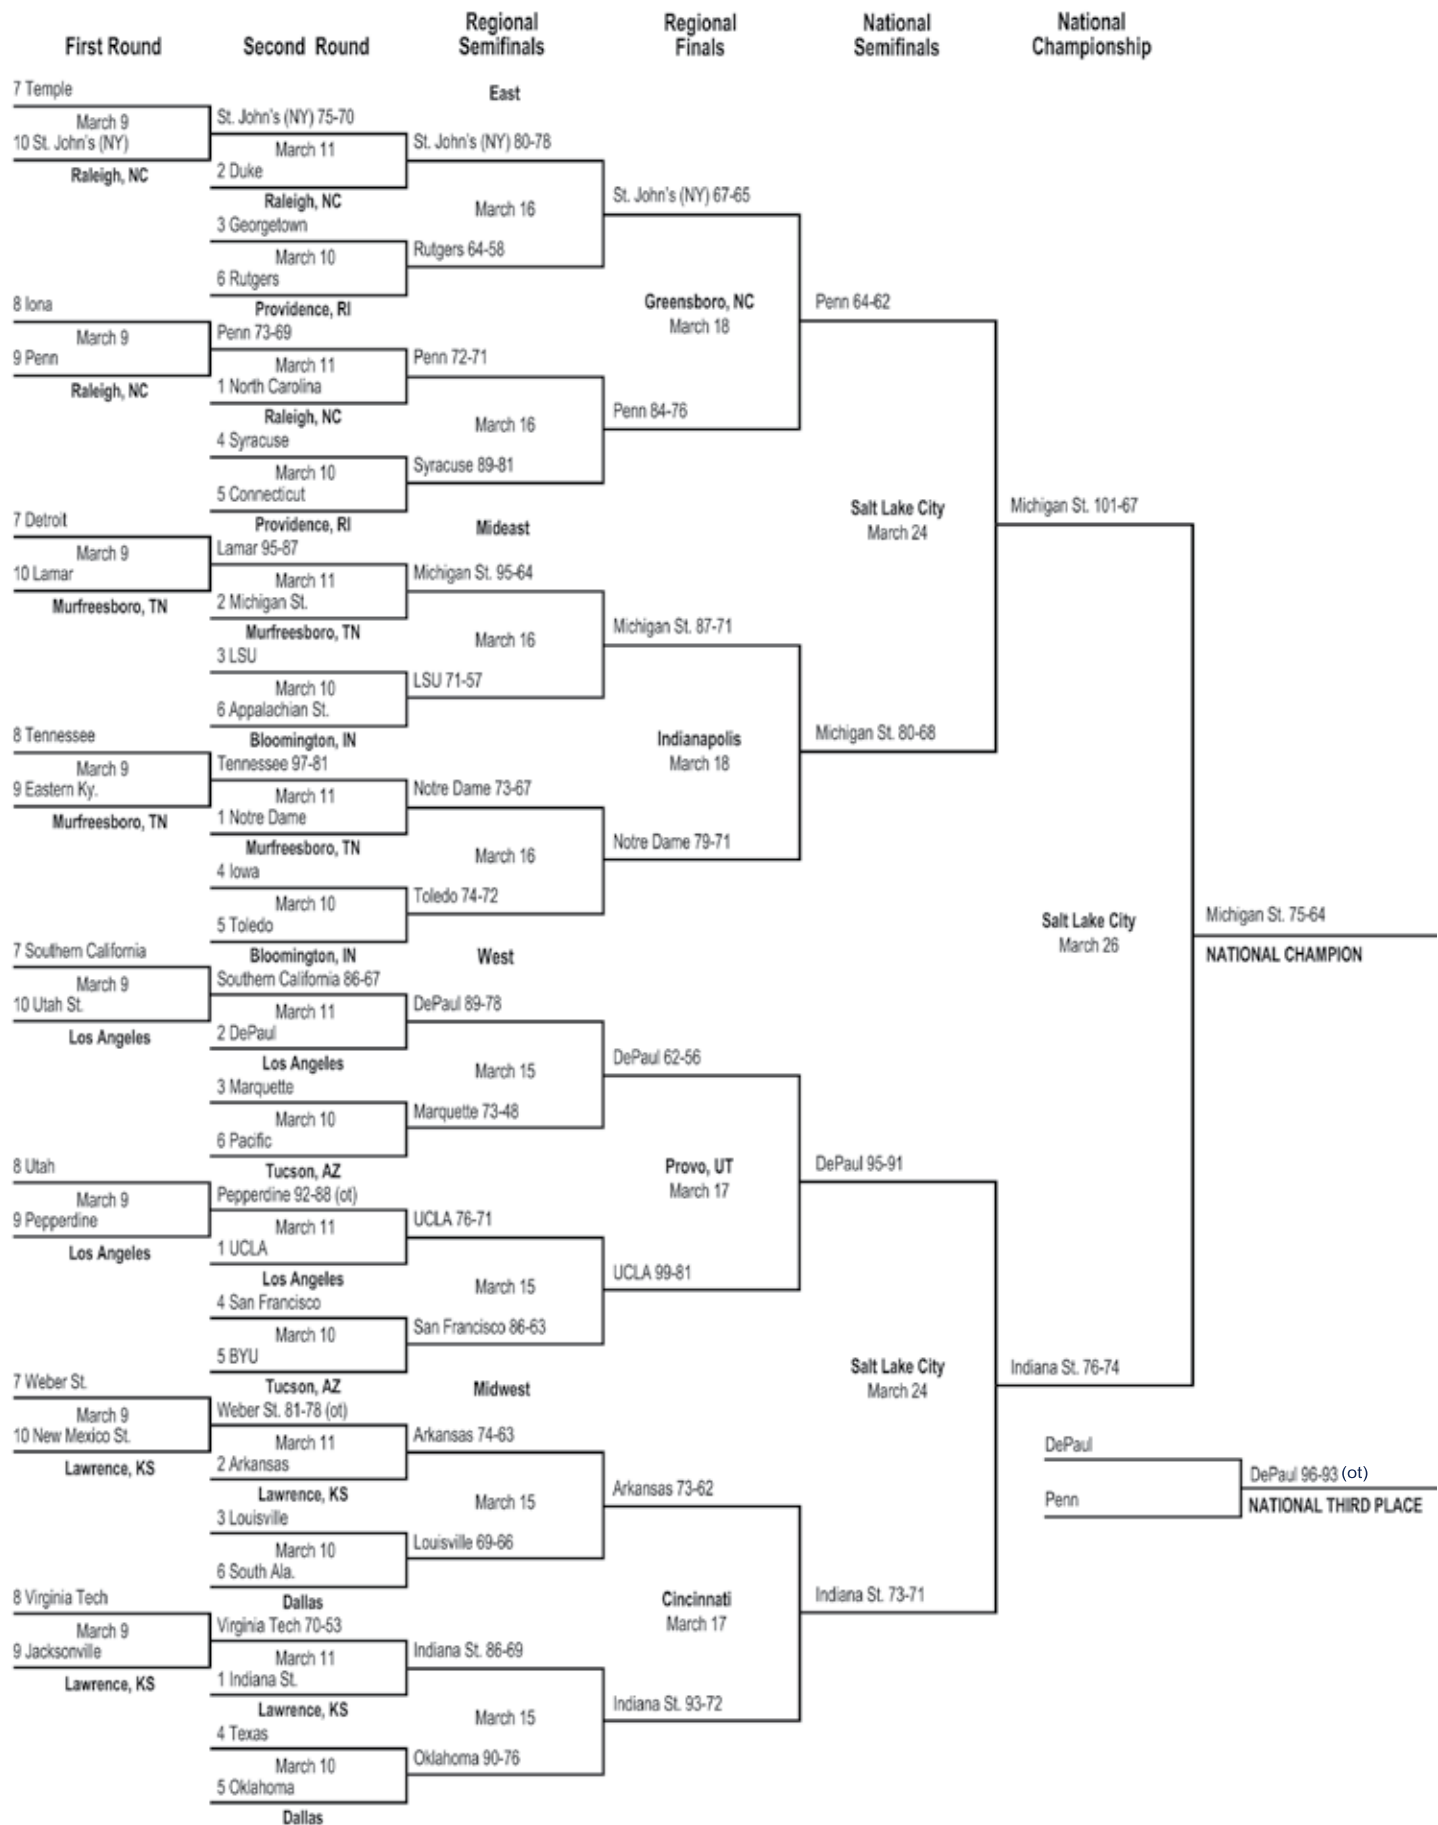 First Round
Second Round
Regional
Semifinals
Regional
Finals
National
Semifinals
National
Championship
7 Temple
March 9
10 St. John's (NY)
Raleigh, NC
8 Iona
March 9
9 Penn
Raleigh, NC
7 Detroit
March 9
10 Lamar
Murfreesboro, TN
8 Tennessee
March 9
9 Eastern Ky.
Murfreesboro, TN
7 Southern California
March 9
10 Utah St.
Los Angeles
8 Utah
March 9
9 Pepperdine
Los Angeles
7 Weber St.
March 9
10 New Mexico St.
Lawrence, KS
8 Virginia Tech
March 9
9 Jacksonville
Lawrence, KS
St. John's (NY) 75-70
March 11
2 Duke
Raleigh, NC
3 Georgetown
March 10
6 Rutgers
Providence, RI
Penn 73-69
March 11
1 North Carolina
Raleigh, NC
4 Syracuse
March 10
5 Connecticut
Providence, RI
Lamar 95-87
March 11
2 Michigan St.
Murfreesboro, TN
3 LSU
March 10
6 Appalachian St.
Bloomington, IN
Tennessee 97-81
March 11
1 Notre Dame
Murfreesboro, TN
4 Iowa
March 10
5 Toledo
Bloomington, IN
Southern California 86-67
March 11
2 DePaul
Los Angeles
3 Marquette
March 10
6 Pacific
Tucson, AZ
Pepperdine 92-88 (ot)
March 11
1 UCLA
Los Angeles
4 San Francisco
March 10
5 BYU
Tucson, AZ
Weber St. 81-78 (ot)
March 11
2 Arkansas
Lawrence, KS
3 Louisville
March 10
6 South Ala.
Dallas
Virginia Tech 70-53
March 11
1 Indiana St.
Lawrence, KS
4 Texas
March 10
5 Oklahoma
Dallas
East
St. John's (NY) 80-78
March 16
Rutgers 64-58
Penn 72-71
March 16
Syracuse 89-81
Mideast
Michigan St. 95-64
March 16
LSU 71-57
Notre Dame 73-67
March 16
Toledo 74-72
West
DePaul 89-78
March 15
Marquette 73-48
UCLA 76-71
March 15
San Francisco 86-63
Midwest
Arkansas 74-63
March 15
Louisville 69-66
Indiana St. 86-69
March 15
Oklahoma 90-76
St. John's (NY) 67-65
Greensboro, NC
March 18
Penn 84-76
Michigan St. 87-71
Indianapolis
March 18
Notre Dame 79-71
DePaul 62-56
Provo, UT
March 17
UCLA 99-81
Arkansas 73-62
Cincinnati
March 17
Indiana St. 93-72
Penn 64-62
Salt Lake City
March 24
Michigan St. 80-68
DePaul 95-91
Salt Lake City
March 24
Indiana St. 73-71
Michigan St. 101-67
Salt Lake City
March 26
Indiana St. 76-74
Michigan St. 75-64
NATIONAL CHAMPION
DePaul
Penn
DePaul 96-93 (ot)
NATIONAL THIRD PLACE